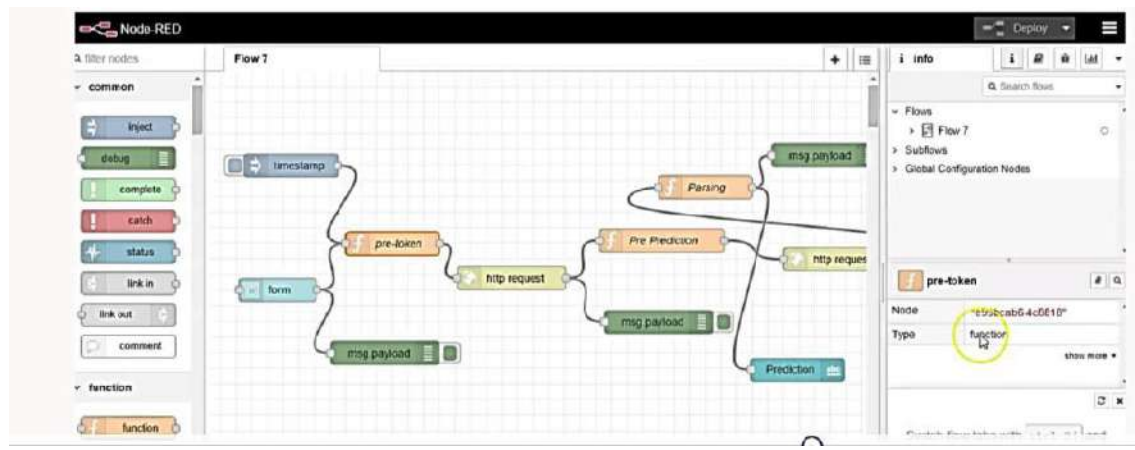 Node-RED
Deploy
filter nodes
Flow 7
info
i
Search flows
common
inject
debug
complete
catch
status
link in
link out
comment
function
function
timestamp
form
pre-token
msg.payload
http request
Parsing
Pre Prediction
msg.payload
msg.payload
http reques
Prediction
Flows
Flow 7
Subflows
Global Configuration Nodes
pre-token
Node
Type
function
show more